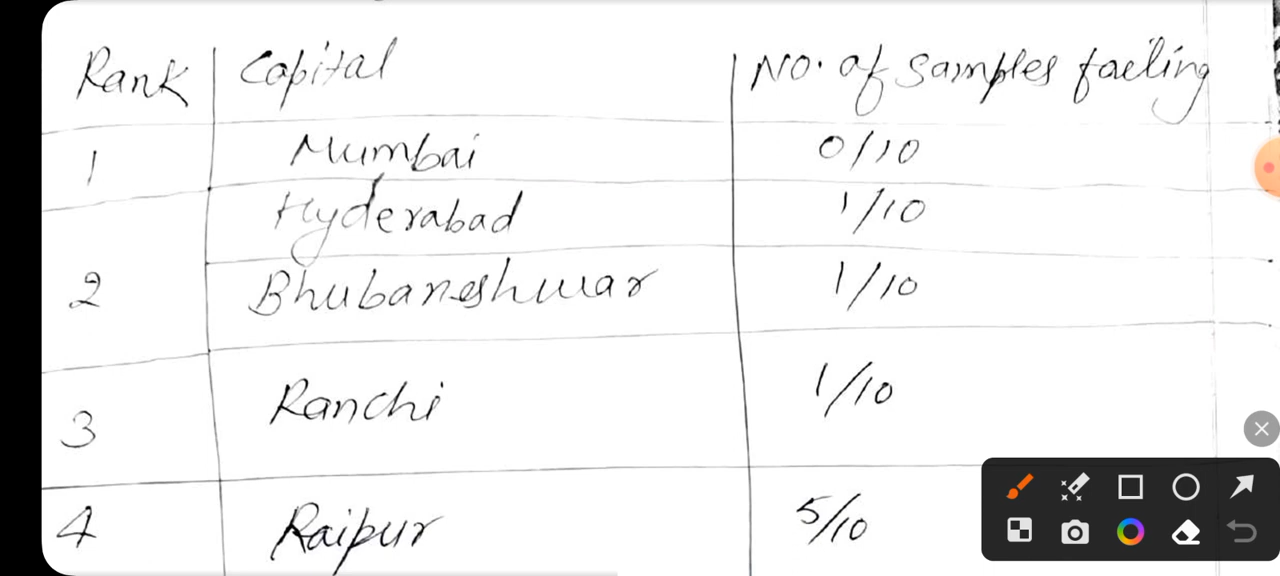 Rank Capital No. of samples failing
1 Mumbai 0/10
Hyderabad 1/10
2 Bhubaneshwar 1/10
3 Ranchi 1/10
4 Raipur 5/10